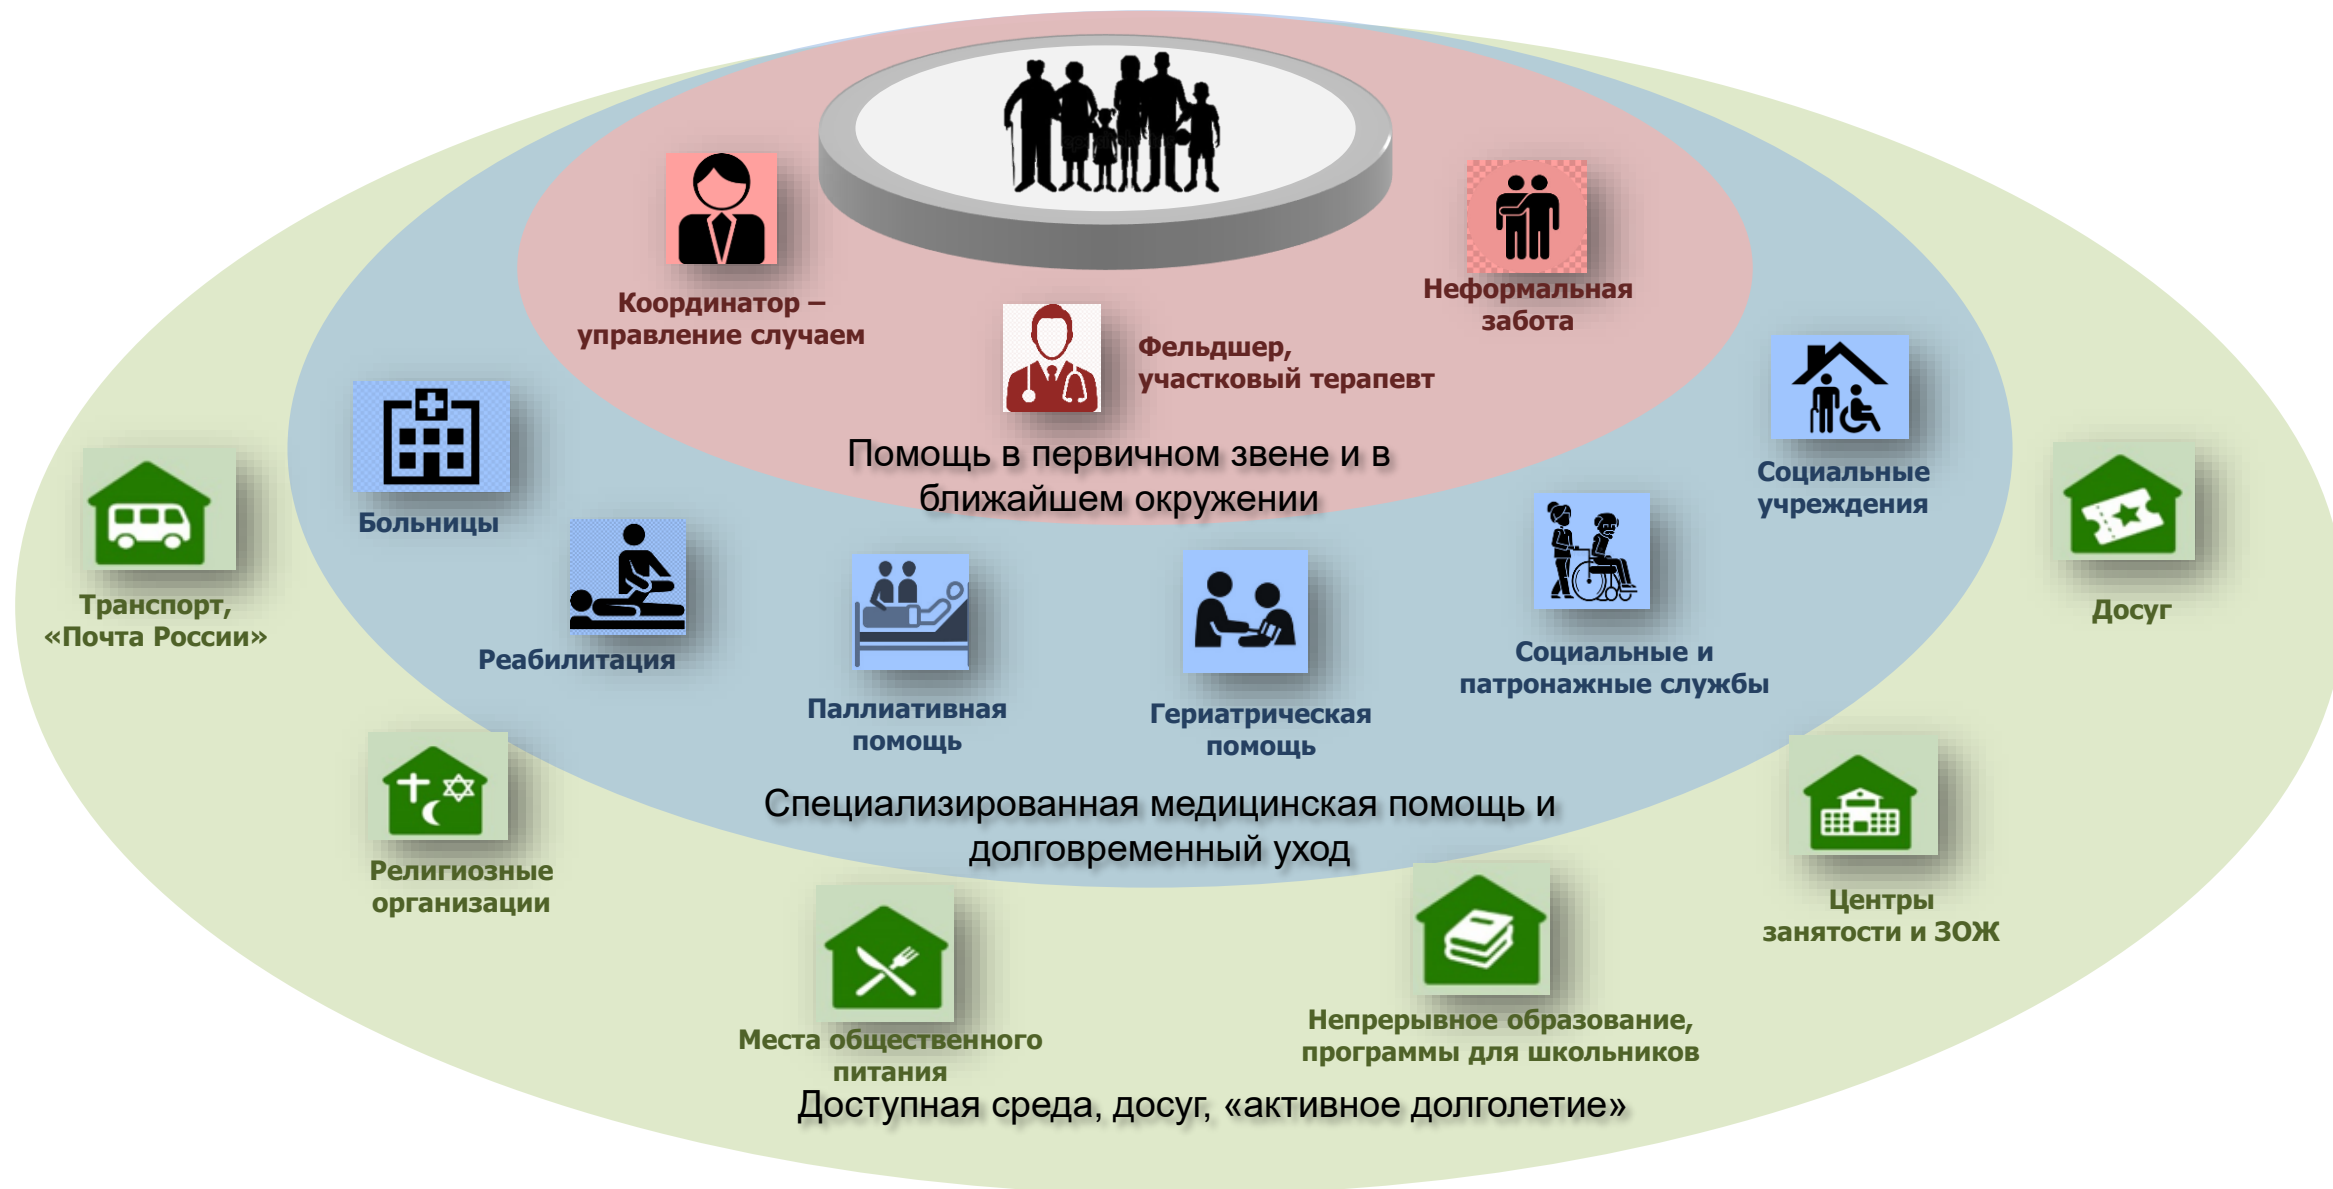 Координатор –
управление случаем
Неформальная
забота
Фельдшер,
участковый терапевт
Помощь в первичном звене и в
ближайшем окружении
Больницы
Социальные
учреждения
Реабилитация
Паллиативная
помощь
Гериатрическая
помощь
Социальные и
патронажные службы
Специализированная медицинская помощь и
долговременный уход
Транспорт,
«Почта России»
Досуг
Религиозные
организации
Центры
занятости и ЗОЖ
Места общественного
питания
Непрерывное образование,
программы для школьников
Доступная среда, досуг, «активное долголетие»